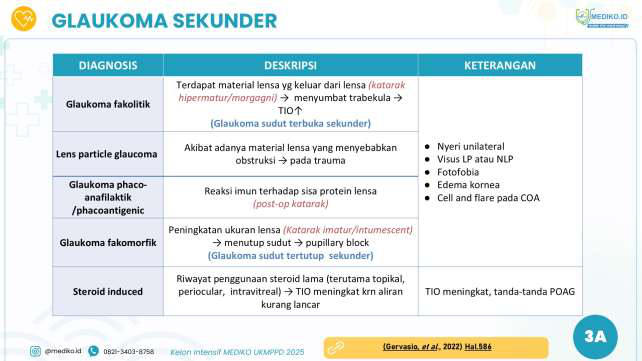 GLAUKOMA SEKUNDER
MEDIKO.ID
DIAGNOSIS
DESKRIPSI
KETERANGAN
Glaukoma fakolitik
Terdapat material lensa yg keluar dari lensa (katarak
hipermatur/morgagni) → menyumbat trabekula →
TIO↑
(Glaukoma sudut terbuka sekunder)
Lens particle glaucoma
Akibat adanya material lensa yang menyebabkan
obstruksi → pada trauma
Glaukoma phaco-
anafilaktik
/phacoantigenic
Reaksi imun terhadap sisa protein lensa
(post-op katarak)
Glaukoma fakomorfik
Peningkatan ukuran lensa (Katarak imatur/intumescent)
→ menutup sudut → pupillary block
(Glaukoma sudut tertutup sekunder)
● Nyeri unilateral
● Visus LP atau NLP
● Fotofobia
● Edema kornea
● Cell and flare pada COA
Steroid induced
Riwayat penggunaan steroid lama (terutama topikal,
periocular, intravitreal) → TIO meningkat krn aliran
kurang lancar
TIO meningkat, tanda-tanda POAG
@mediko.id
0821-3403-8758
Kelon Intensif MEDIKO UKMPPD 2025
(Gervasio, et al., 2022) Hal.586
3A